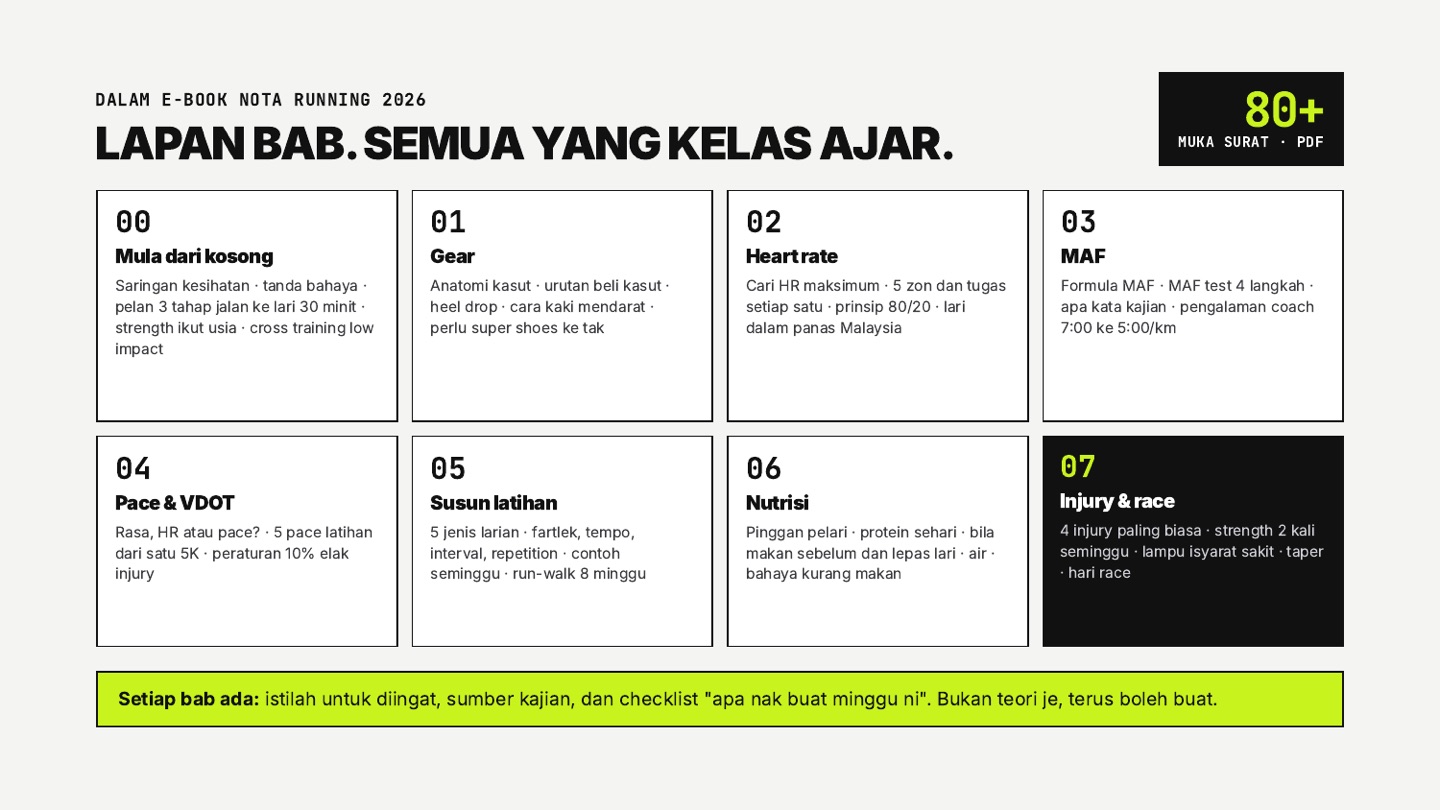 DALAM E-BOOK NOTA RUNNING 2026
LAPAN BAB. SEMUA YANG KELAS AJAR.
80+
MUKA SURAT · PDF
00
Mula dari kosong
Saringan kesihatan · tanda bahaya ·
pelan 3 tahap jalan ke lari 30 minit ·
strength ikut usia · cross training low
impact
01
Gear
Anatomi kasut · urutan beli kasut ·
heel drop · cara kaki mendarat ·
perlu super shoes ke tak
02
Heart rate
Cari HR maksimum · 5 zon dan tugas
setiap satu · prinsip 80/20 · lari
dalam panas Malaysia
03
MAF
Formula MAF · MAF test 4 langkah ·
apa kata kajian · pengalaman coach
7:00 ke 5:00/km
04
Pace & VDOT
Rasa, HR atau pace? · 5 pace latihan
dari satu 5K · peraturan 10% elak
injury
05
Susun latihan
5 jenis larian · fartlek, tempo,
interval, repetition · contoh
seminggu · run-walk 8 minggu
06
Nutrisi
Pinggan pelari · protein sehari · bila
makan sebelum dan lepas lari · air ·
bahaya kurang makan
07
Injury & race
4 injury paling biasa · strength 2 kali
seminggu · lampu isyarat sakit · taper
· hari race
Setiap bab ada: istilah untuk diingat, sumber kajian, dan checklist "apa nak buat minggu ni". Bukan teori je, terus boleh buat.